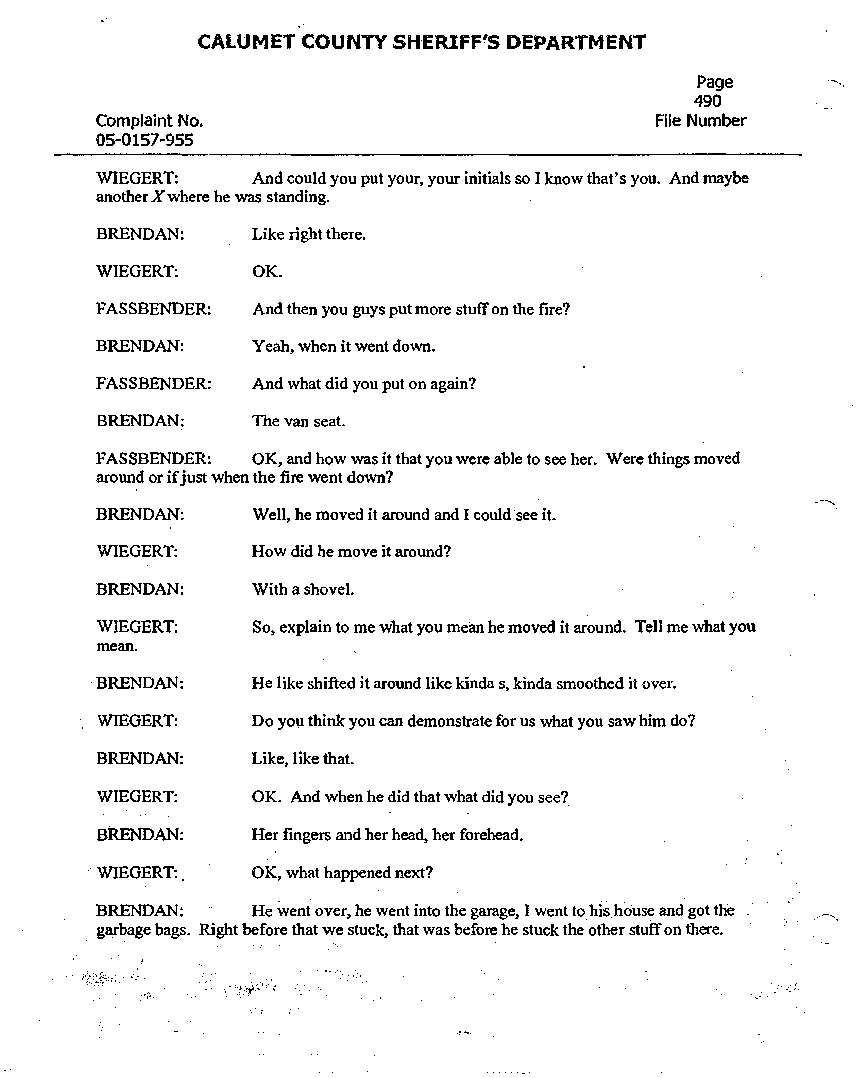 CALUMET COUNTY SHERIFF'S DEPARTMENT
Page
490
Complaint No. File Number
05-0157-955
WIEGERT: And could you put your, your initials so I know that's you. And maybe
another X where he was standing.
BRENDAN: Like right there.
WIEGERT: OK.
FASSBENDER: And then you guys put more stuff on the fire?
BRENDAN: Yeah, when it went down.
FASSBENDER: And what did you put on again?
BRENDAN: The van seat.
FASSBENDER: OK, and how was it that you were able to see her. Were things moved
around or if just when the fire went down?
BRENDAN: Well, he moved it around and I could see it.
WIEGERT: How did he move it around?
BRENDAN: With a shovel.
WIEGERT: So, explain to me what you mean he moved it around. Tell me what you
mean.
BRENDAN: He like shifted it around like kinda s, kinda smoothed it over.
WIEGERT: Do you think you can demonstrate for us what you saw him do?
BRENDAN: Like, like that.
WIEGERT: OK. And when he did that what did you see?
BRENDAN: Her fingers and her head, her forehead.
WIEGERT: OK, what happened next?
BRENDAN: He went over, he went into the garage, I went to his house and got the
garbage bags. Right before that we stuck, that was before he stuck the other stuff on there.